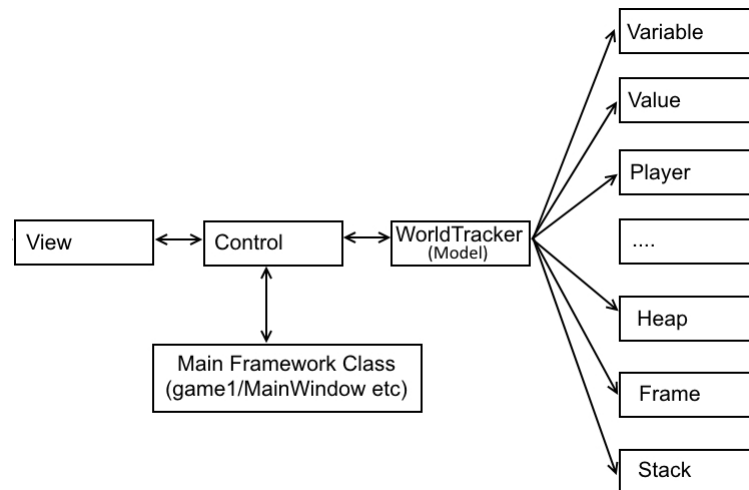 Variable
Value
Player
View
Control
WorldTracker
(Model)
....
Heap
Main Framework Class
(game1/MainWindow etc)
Frame
Stack